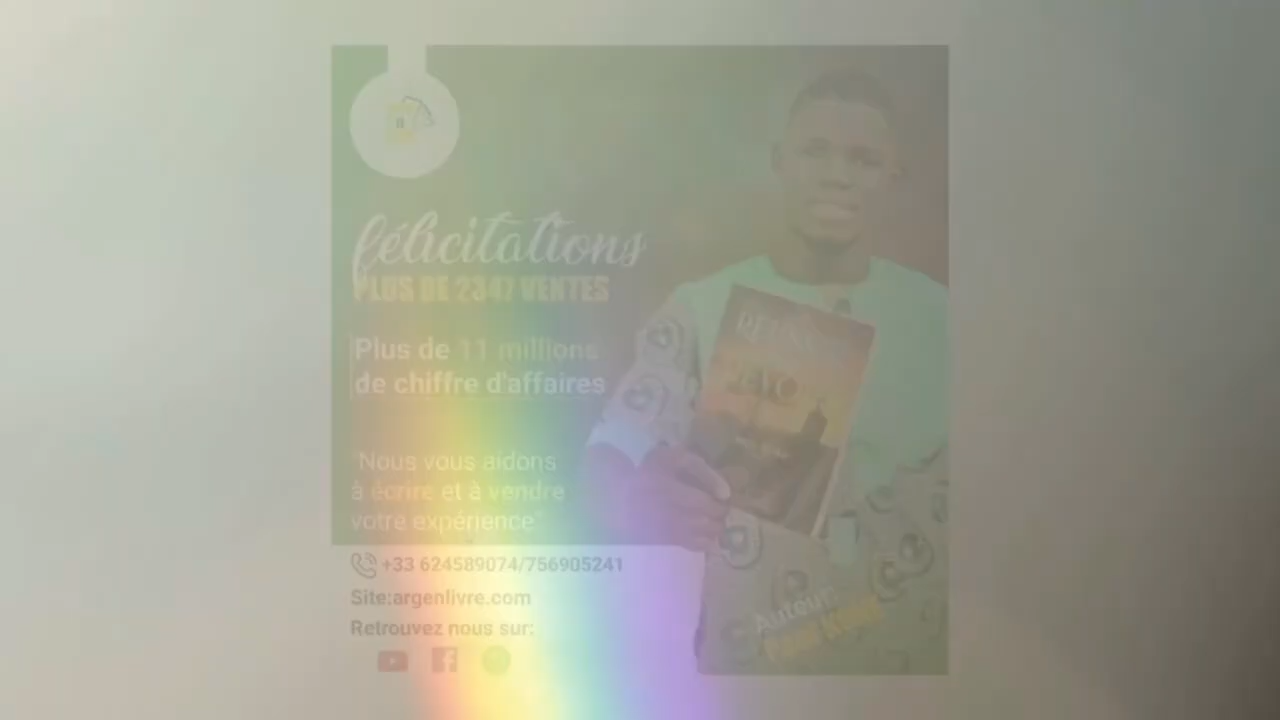 félicitations
PLUS DE 2347 VENTES
Plus de 11 millions
de chiffre d'affaires
"Nous vous aidons
à écrire et à vendre
votre expérience"
+33 624589074/756905241
Site:argenlivre.com
Retrouvez nous sur:
Auteur: